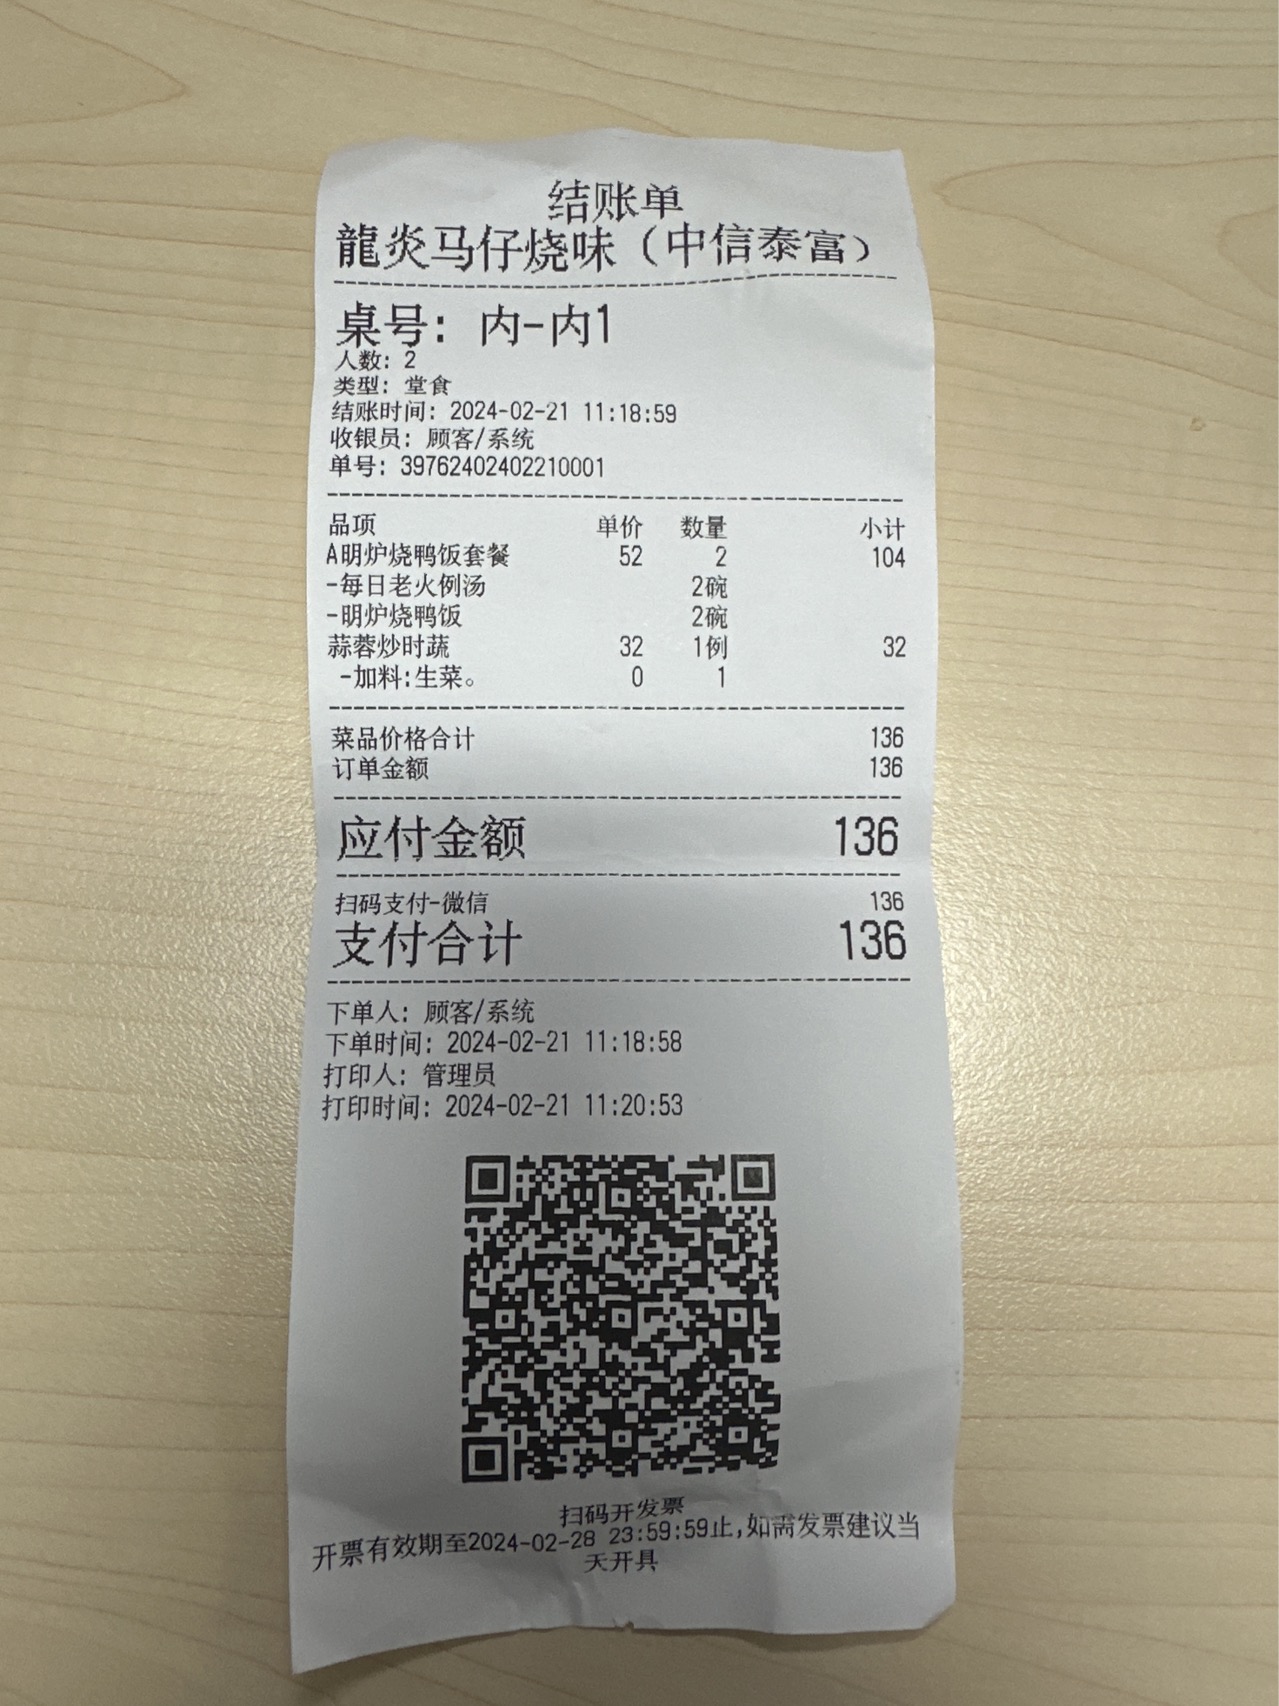 结账单
龍炎马仔烧味（中信泰富）
桌号: 内-内1
人数: 2
类型: 堂食
结账时间: 2024-02-21 11:18:59
收银员: 顾客/系统
单号: 39762402402210001
品项 单价 数量 小计
A明炉烧鸭饭套餐 52 2 104
-每日老火例汤 2碗
-明炉烧鸭饭 2碗
蒜蓉炒时蔬 32 1例 32
-加料:生菜。 0 1
菜品价格合计 136
订单金额 136
应付金额 136
扫码支付-微信 136
支付合计 136
下单人: 顾客/系统
下单时间: 2024-02-21 11:18:58
打印人: 管理员
打印时间: 2024-02-21 11:20:53
扫码开发票
开票有效期至2024-02-28 23:59:59止,如需发票建议当
天开具